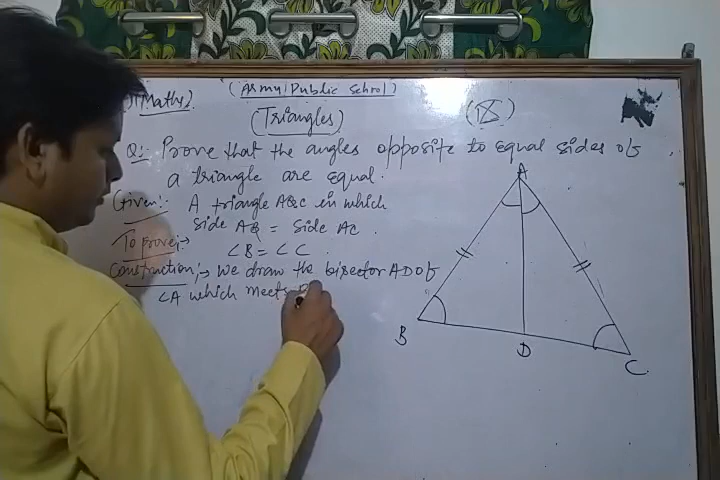 Maths
(Army Public School)
(Triangles)
(18)
Q:- Prove that the angles opposite to equal sides of
a triangle are equal.
Given:- A triangle ABC in which
side AB = side AC.
To prove:→
∠B = ∠C.
Construction:→ We draw the bisector AD of
∠A which meets
A
B
D
C